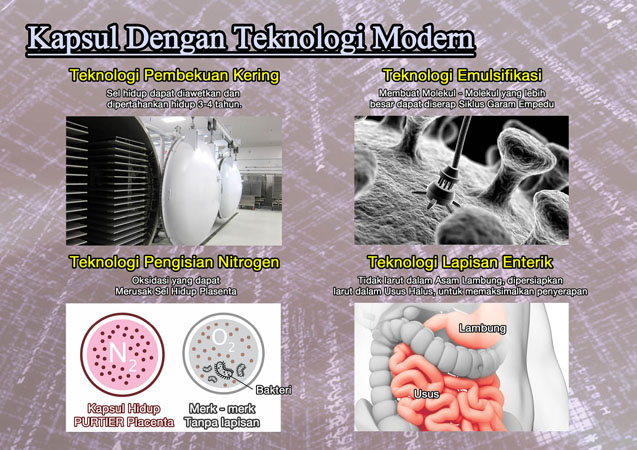 Kapsul Dengan Teknologi Modern
Teknologi Pembekuan Kering
Sel hidup dapat diawetkan dan
dipertahankan hidup 3-4 tahun.
Teknologi Emulsifikasi
Membuat Molekul - Molekul yang lebih
besar dapat diserap Siklus Garam Empedu
Teknologi Pengisian Nitrogen
Oksidasi yang dapat
Merusak Sel Hidup Plasenta
N2
O2
Bakteri
Kapsul Hidup
PURTIER Placenta
Merk - merk
Tanpa lapisan
Teknologi Lapisan Enterik
Tidak larut dalam Asam Lambung, dipersiapkan
larut dalam Usus Halus, untuk memaksimalkan penyerapan
Lambung
Usus